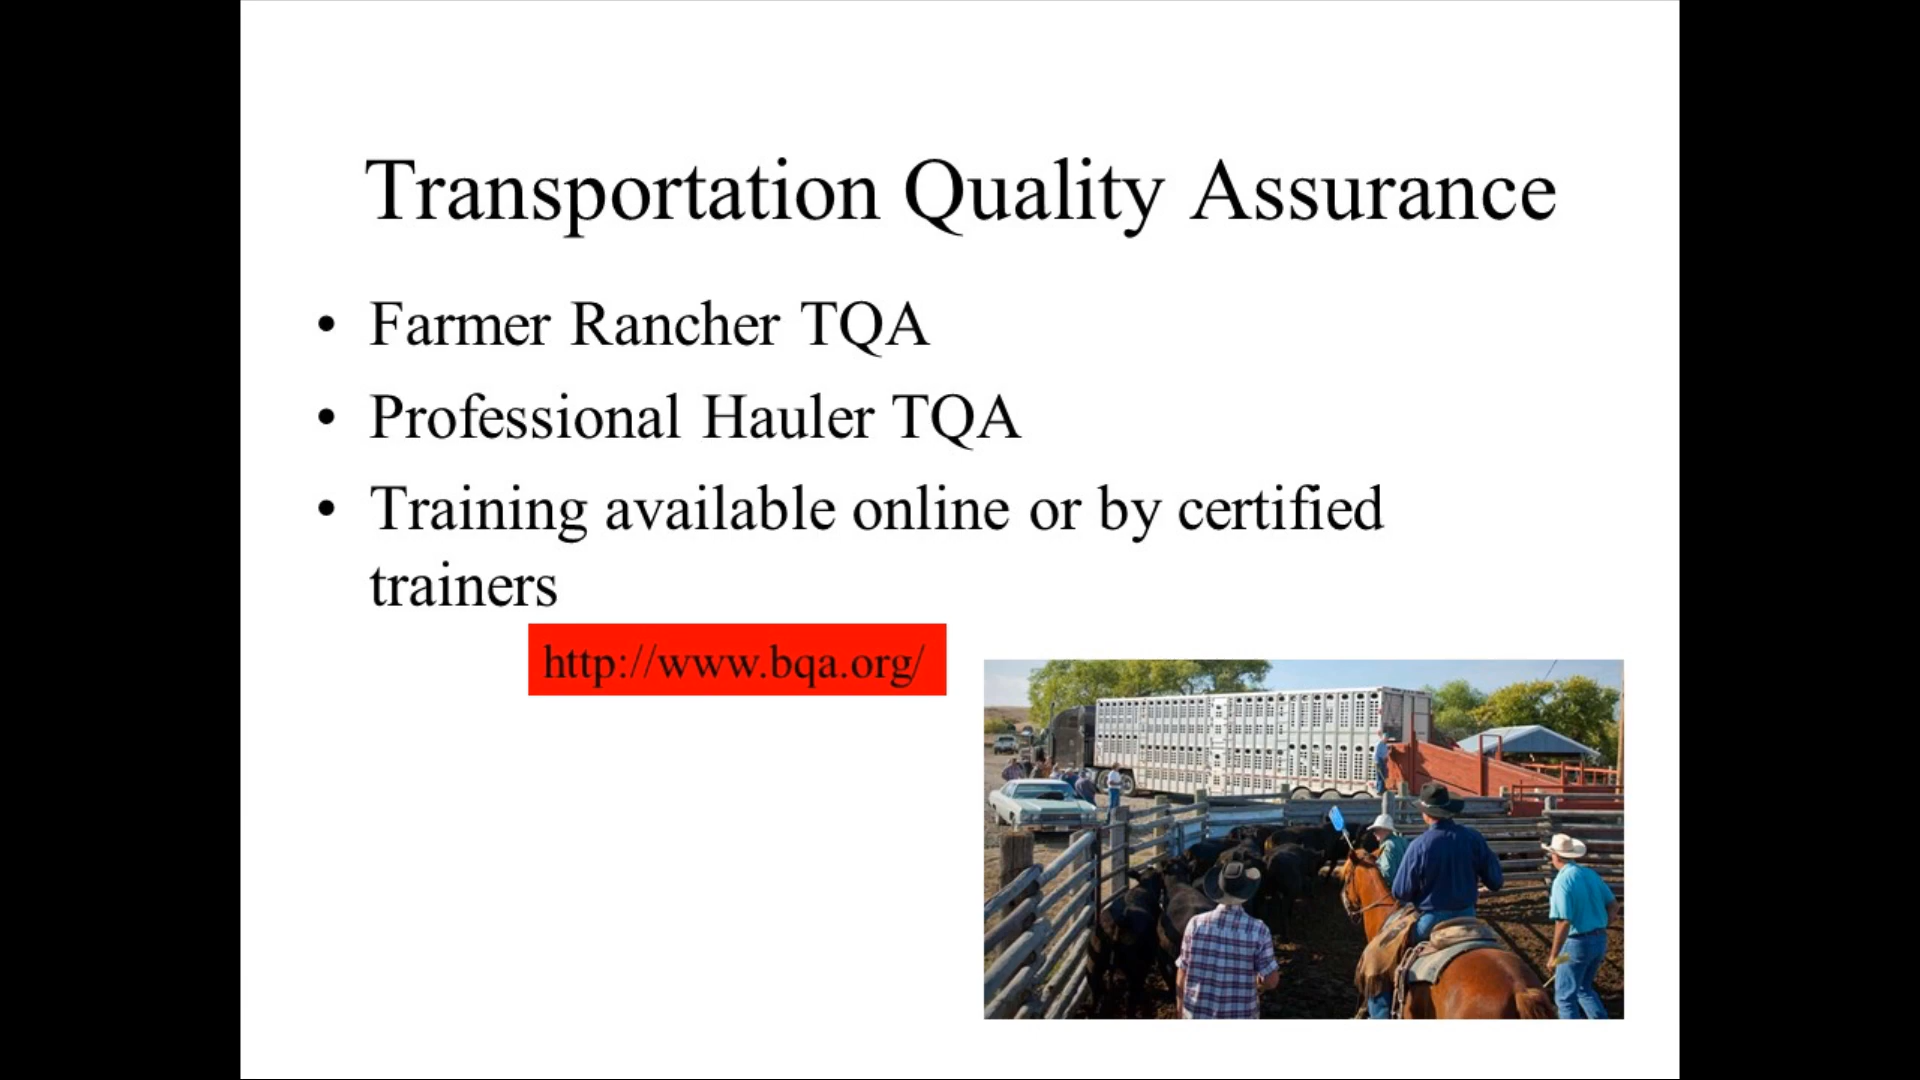 Transportation Quality Assurance
• Farmer Rancher TQA
• Professional Hauler TQA
• Training available online or by certified
trainers
http://www.bqa.org/